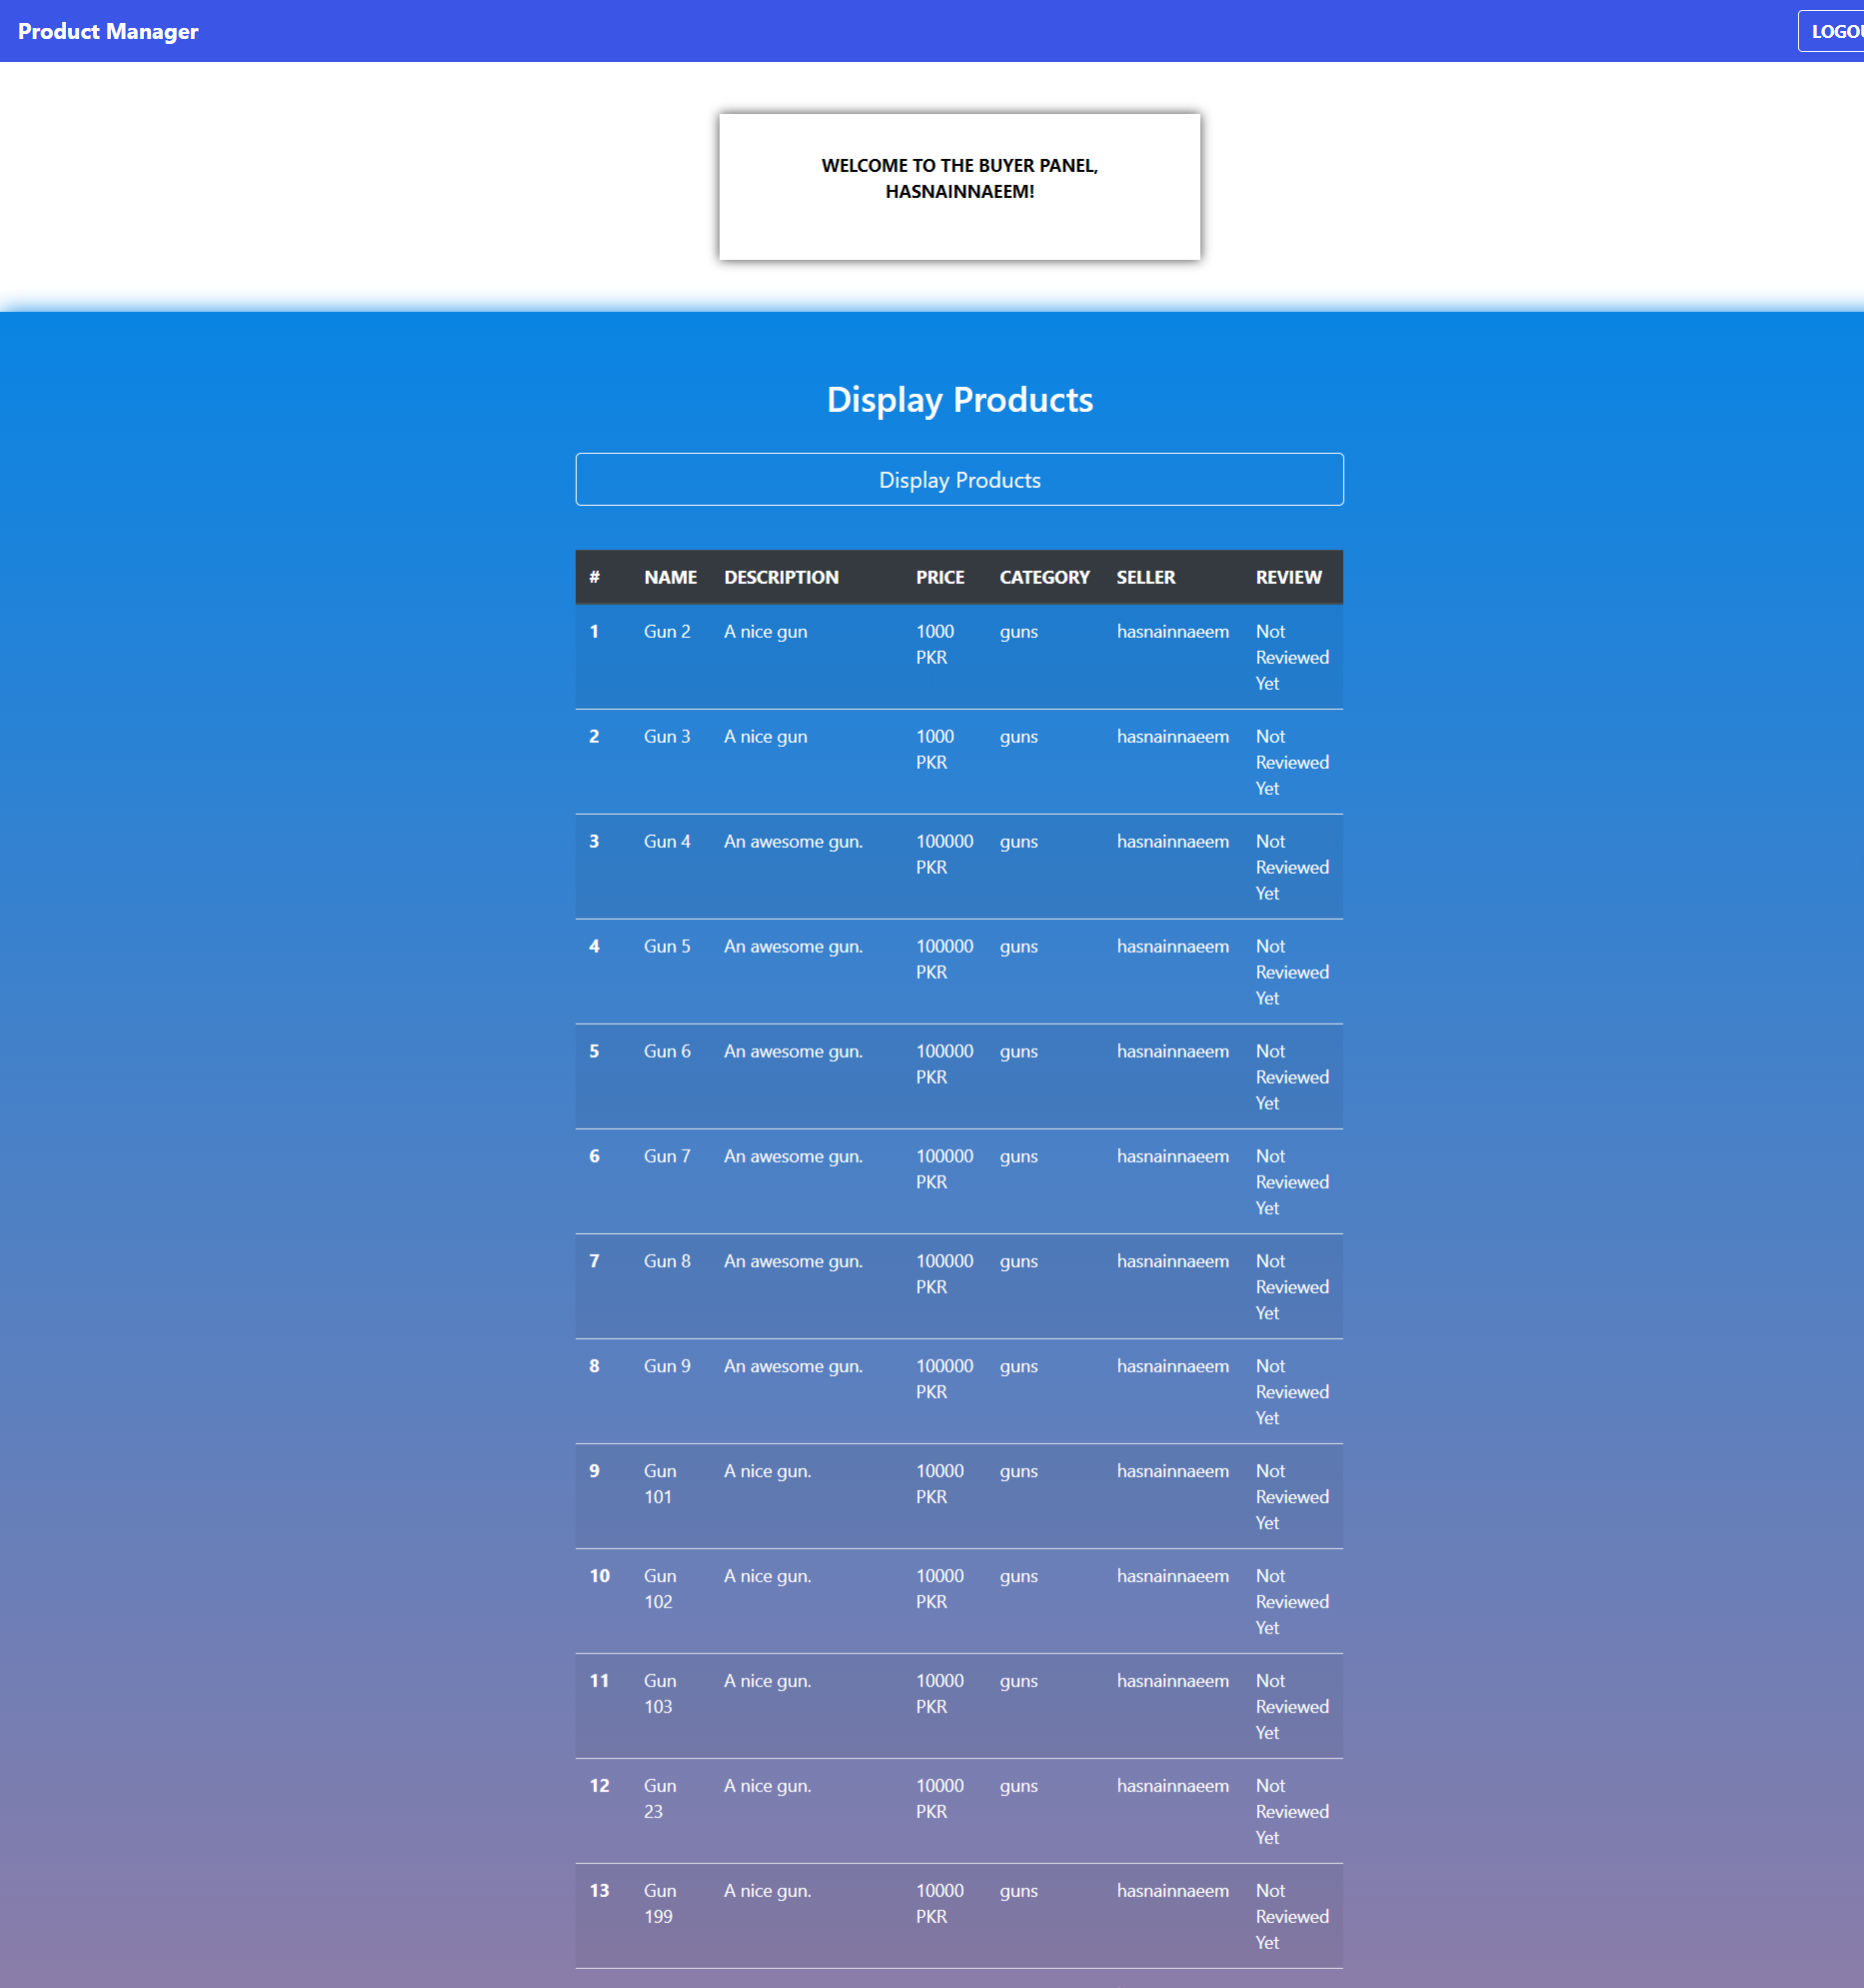 Product Manager
LOGOU
WELCOME TO THE BUYER PANEL,
HASNAINNAEEM!
Display Products
Display Products
# NAME DESCRIPTION PRICE CATEGORY SELLER REVIEW
1 Gun 2 A nice gun 1000 PKR guns hasnainnaeem Not Reviewed Yet
2 Gun 3 A nice gun 1000 PKR guns hasnainnaeem Not Reviewed Yet
3 Gun 4 An awesome gun. 100000 PKR guns hasnainnaeem Not Reviewed Yet
4 Gun 5 An awesome gun. 100000 PKR guns hasnainnaeem Not Reviewed Yet
5 Gun 6 An awesome gun. 100000 PKR guns hasnainnaeem Not Reviewed Yet
6 Gun 7 An awesome gun. 100000 PKR guns hasnainnaeem Not Reviewed Yet
7 Gun 8 An awesome gun. 100000 PKR guns hasnainnaeem Not Reviewed Yet
8 Gun 9 An awesome gun. 100000 PKR guns hasnainnaeem Not Reviewed Yet
9 Gun 101 A nice gun. 10000 PKR guns hasnainnaeem Not Reviewed Yet
10 Gun 102 A nice gun. 10000 PKR guns hasnainnaeem Not Reviewed Yet
11 Gun 103 A nice gun. 10000 PKR guns hasnainnaeem Not Reviewed Yet
12 Gun 23 A nice gun. 10000 PKR guns hasnainnaeem Not Reviewed Yet
13 Gun 199 A nice gun. 10000 PKR guns hasnainnaeem Not Reviewed Yet